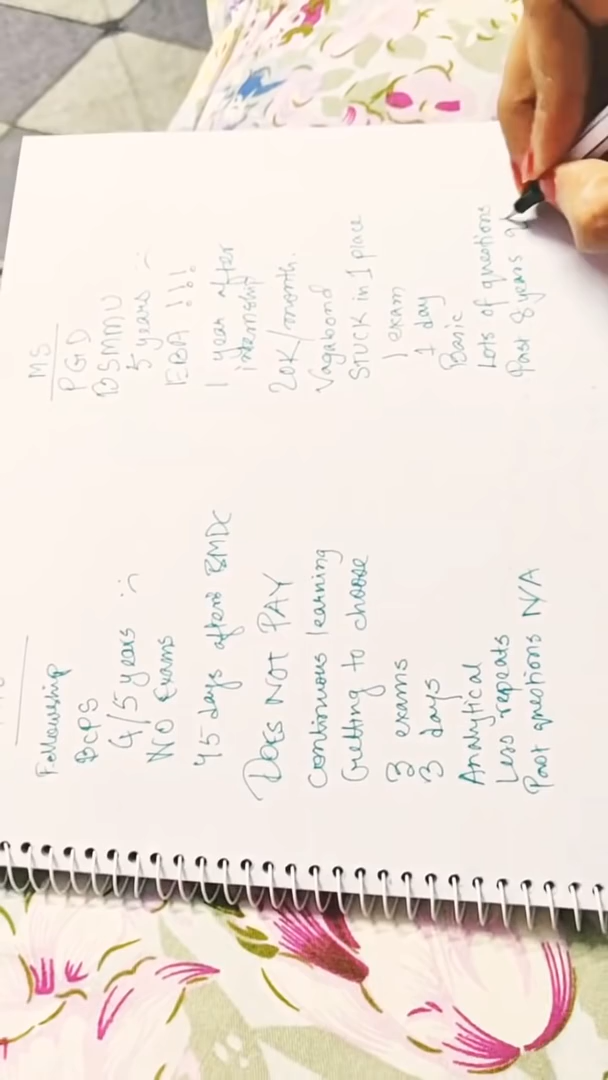 Fellowship
BCPS
4/5 years :-
NO Exams
45 days after BMDC
DOES NOT PAY
Continuous learning
Getting to choose
3 exams
3 days
Analytical
Less repeats
Past questions N/A
MS
PGD
BSMMU
5 years :-
1 year after
internship
20K/month.
Vagabond
STUCK in 1 place
1 exam
1 day
Basic
Lots of questions
Past 8 years q